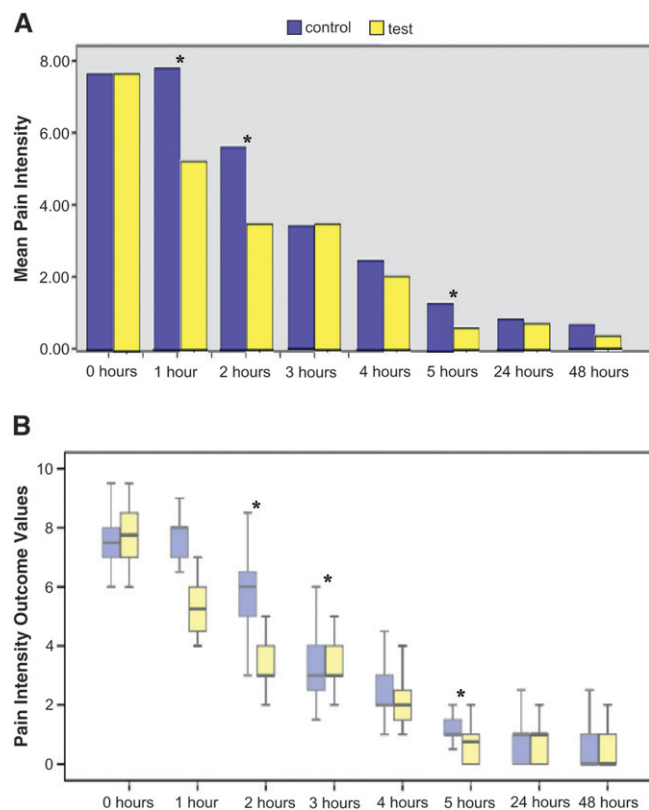 A
control test
Mean Pain Intensity
8.00
6.00
4.00
2.00
0.00
*
*
*
0 hours 1 hour 2 hours 3 hours 4 hours 5 hours 24 hours 48 hours
B
Pain Intensity Outcome Values
10
8
6
4
2
0
*
*
*
0 hours 1 hour 2 hours 3 hours 4 hours 5 hours 24 hours 48 hours